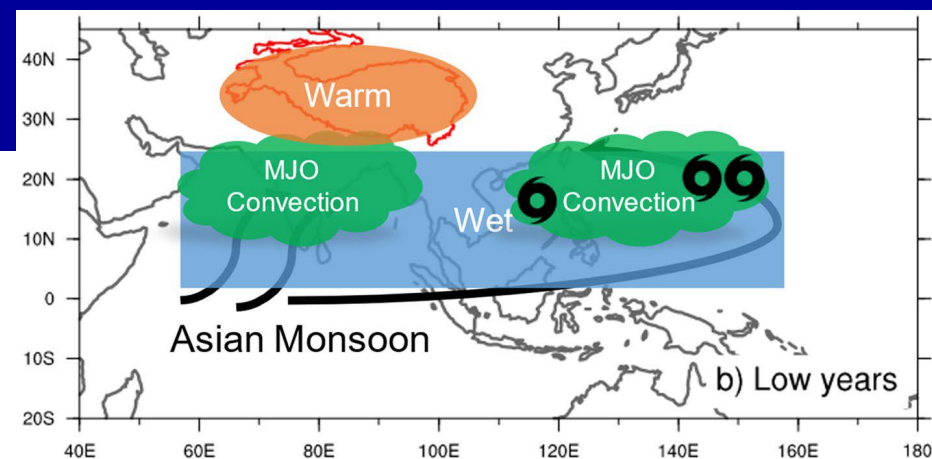 40N
Warm
30N
MJO
Convection
MJO
Convection
20N
Wet
10N
0
Asian Monsoon
10S
b) Low years
20S
40E 60E 80E 100E 120E 140E 160E 180